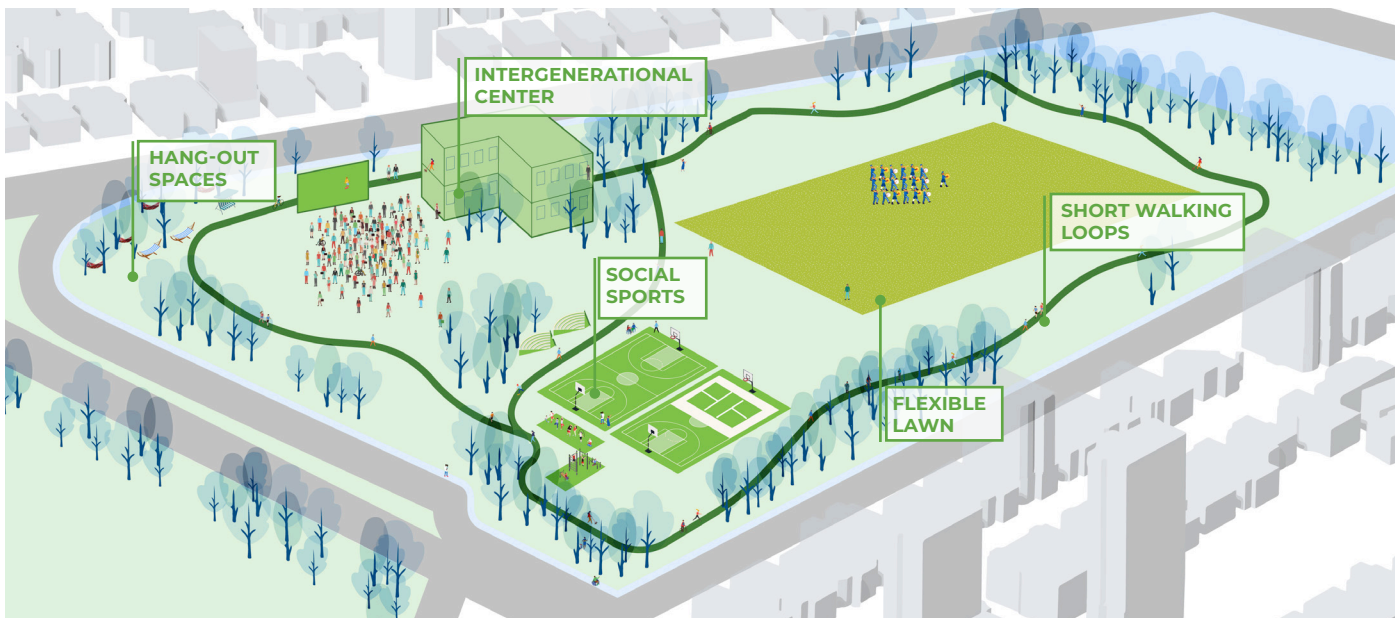 INTERGENERATIONAL
CENTER
HANG-OUT
SPACES
SHORT WALKING
LOOPS
SOCIAL
SPORTS
FLEXIBLE
LAWN